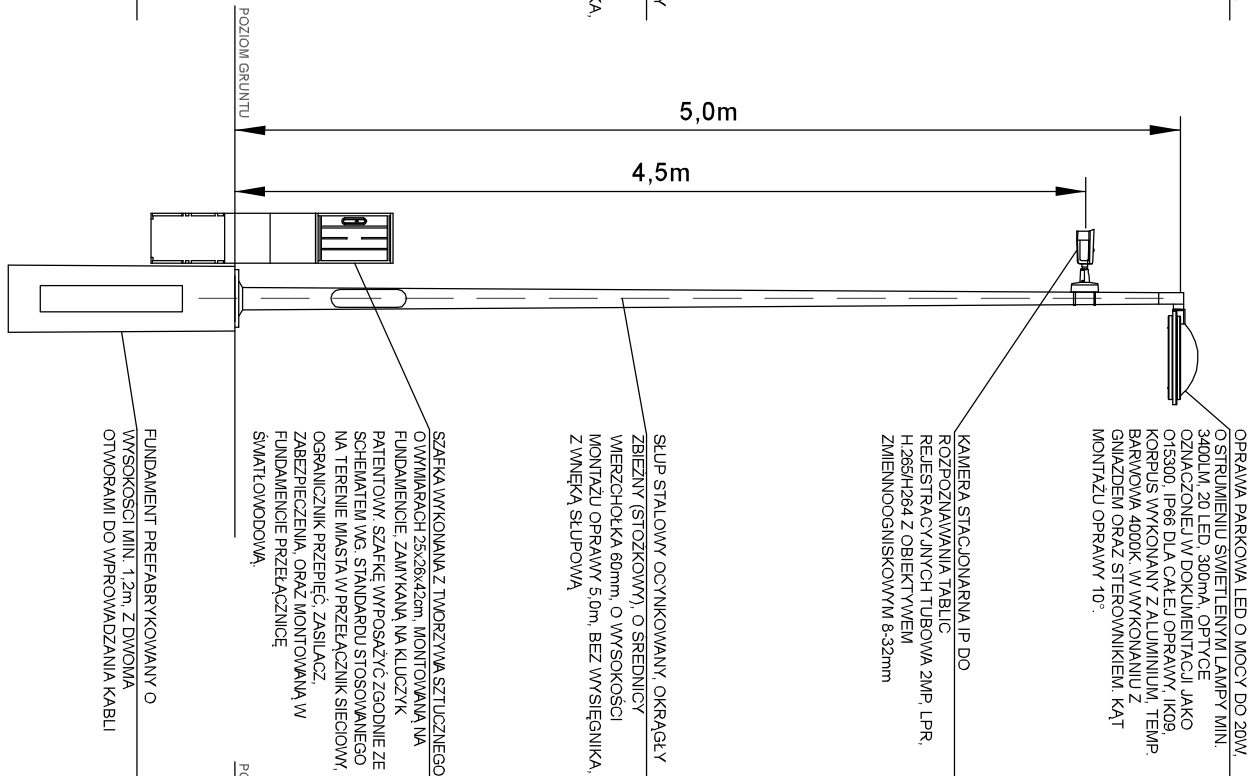 5,0m
4,5m
POZIOM GRUNTU
OPRAWA PARKOWA LED O MOCY DO 20W,
O STRUMIENIU ŚWIETLENYM LAMPY MIN.
3400LM, 20 LED, 300mA, OPTYCE
OZNACZONEJ W DOKUMENTACJI JAKO
O15300, IP66 DLA CAŁEJ OPRAWY, IK09,
KORPUS WYKONANY Z ALUMINIUM, TEMP.
BARWOWA 4000K. W WYKONANIU Z
GNIAZDEM ORAZ STEROWNIKIEM. KĄT
MONTAŻU OPRAWY 10°.
KAMERA STACJONARNA IP DO
ROZPOZNAWANIA TABLIC
REJESTRACYJNYCH TUBOWA 2MP, LPR,
H.265/H264 Z OBIEKTYWEM
ZMIENNOOGNISKOWYM 8-32mm
SŁUP STALOWY OCYNKOWANY, OKRĄGŁY
ZBIEŻNY (STOŻKOWY), O ŚREDNICY
WIERZCHOŁKA 60mm, O WYSOKOŚCI
MONTAŻU OPRAWY 5,0m, BEZ WYSIĘGNIKA,
Z WNĘKĄ SŁUPOWĄ
SZAFKA WYKONANA Z TWORZYWA SZTUCZNEGO
O WYMIARACH 25x26x42cm, MONTOWANĄ NA
FUNDAMENCIE, ZAMYKANĄ NA KLUCZYK
PATENTOWY. SZAFKĘ WYPOSAŻYĆ ZGODNIE ZE
SCHEMATEM WG. STANDARDU STOSOWANEGO
NA TERENIE MIASTA W PRZEŁĄCZNIK SIECIOWY,
OGRANICZNIK PRZEPIĘĆ, ZASILACZ,
ZABEZPIECZENIA, ORAZ MONTOWANĄ W
FUNDAMENCIE PRZEŁĄCZNICĘ
ŚWIATŁOWODOWĄ.
FUNDAMENT PREFABRYKOWANY O
WYSOKOŚCI MIN. 1,2m, Z DWOMA
OTWORAMI DO WPROWADZANIA KABLI
KA,
Y
PO